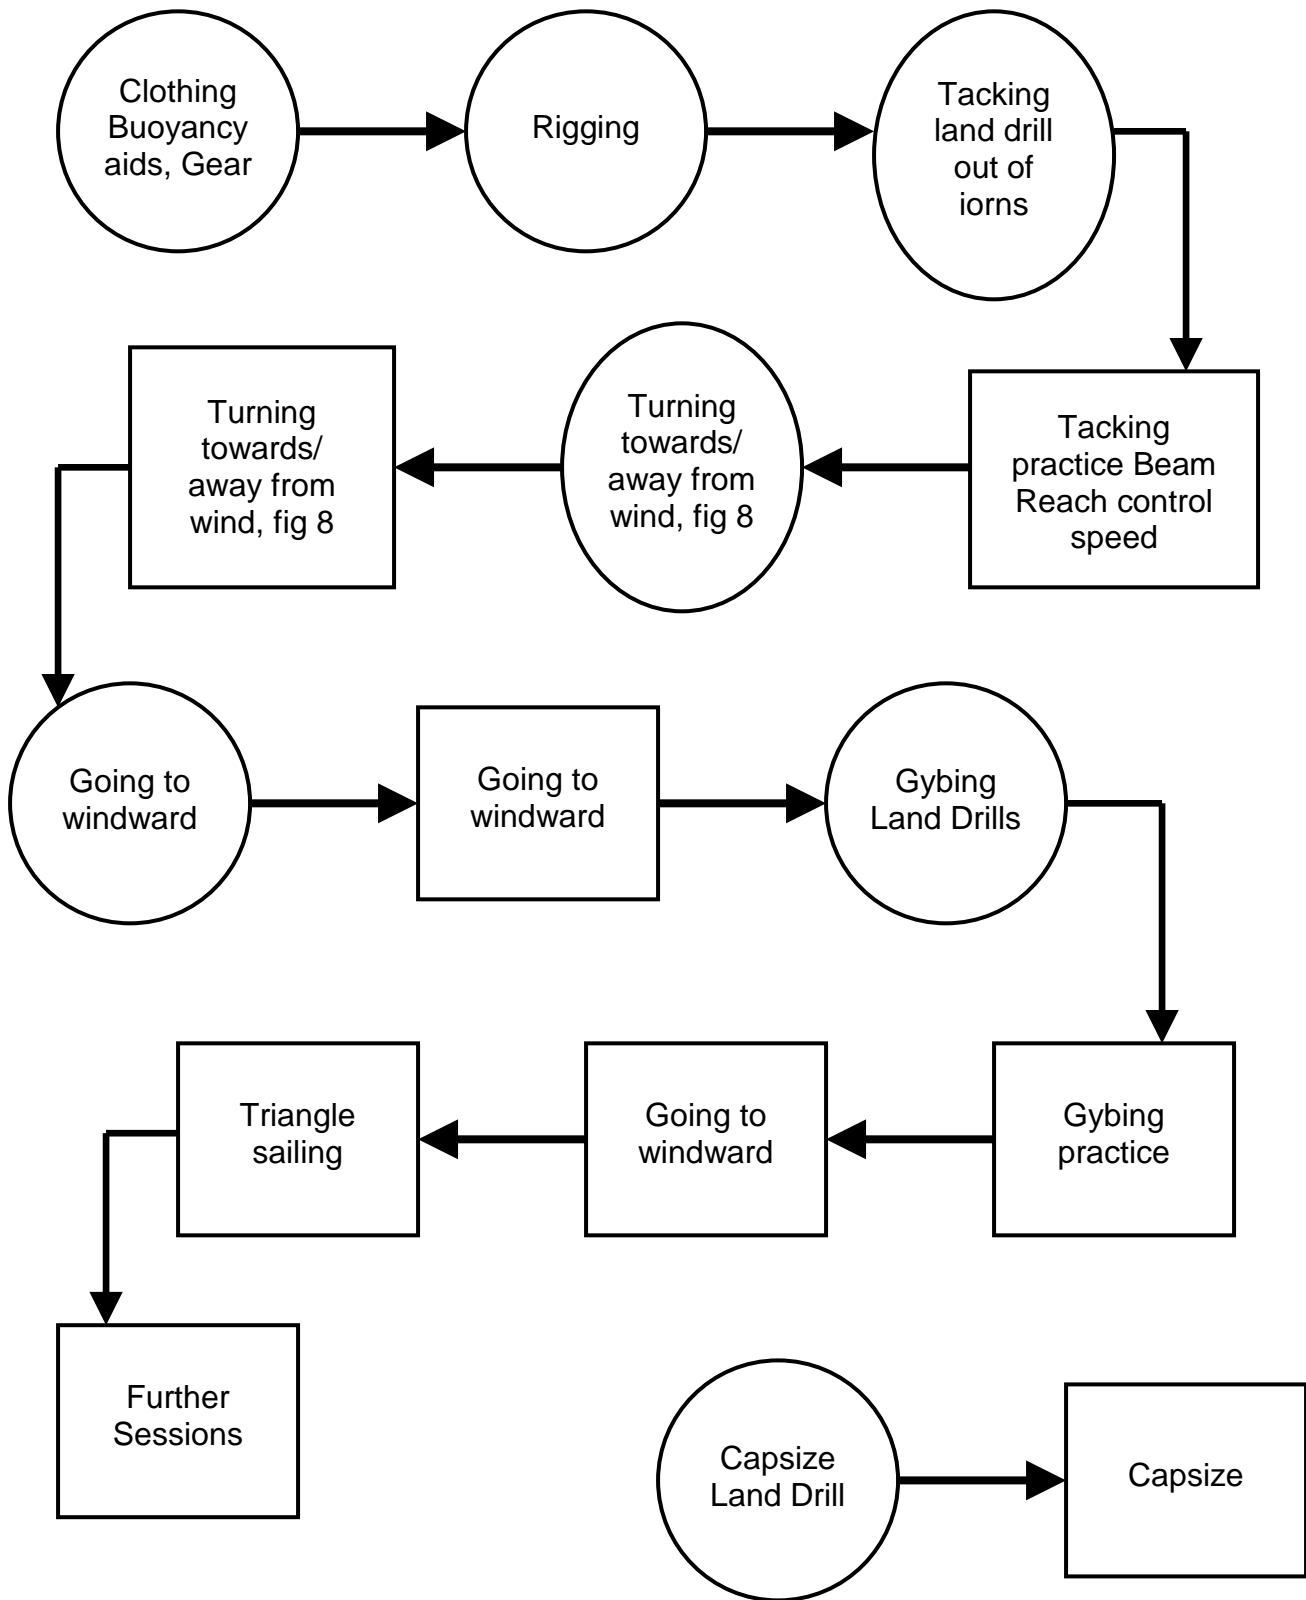 Clothing
Buoyancy
aids, Gear
Rigging
Tacking
land drill
out of
iorns
Turning
towards/
away from
wind, fig 8
Turning
towards/
away from
wind, fig 8
Tacking
practice Beam
Reach control
speed
Going to
windward
Going to
windward
Gybing
Land Drills
Triangle
sailing
Going to
windward
Gybing
practice
Further
Sessions
Capsize
Land Drill
Capsize